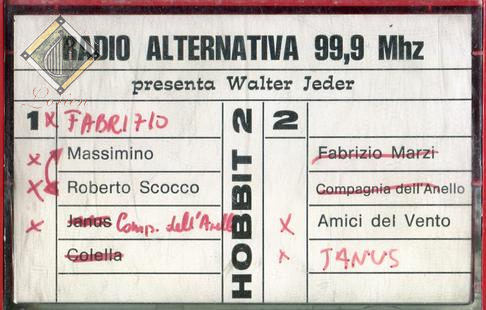 RADIO ALTERNATIVA 99,9 Mhz
presenta Walter Jeder
1 x FABRIZIO
x Massimino
x Roberto Scocco
x Janus Comp. dell'Anello
Colella
HOBBIT 2
2
Fabrizio Marzi
Compagnia dell'Anello
x Amici del Vento
x JANUS